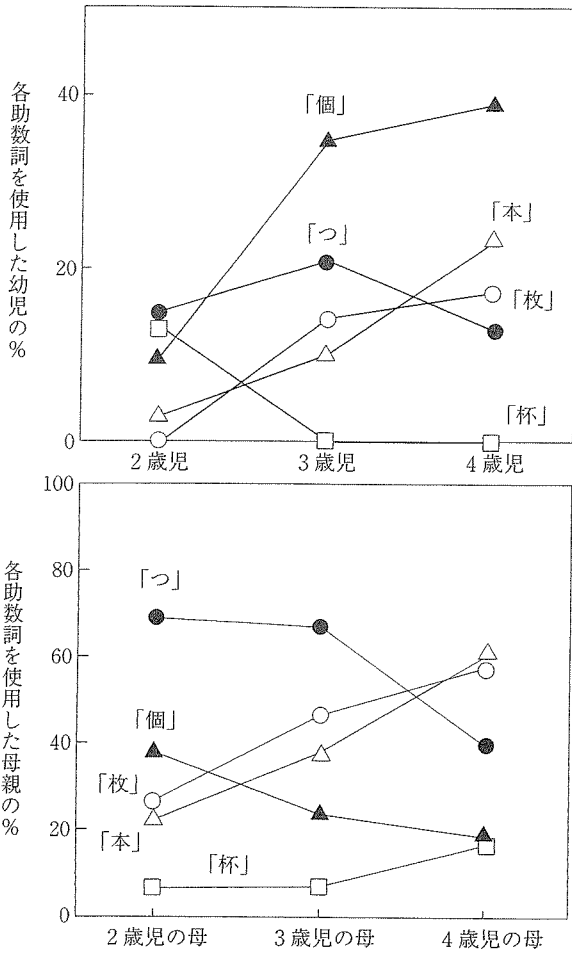 各助数詞を使用した幼児の%
40
20
0
「個」
「つ」
「本」
「枚」
「杯」
2歳児
3歳児
4歳児
各助数詞を使用した母親の%
100
80
60
40
20
0
「つ」
「個」
「枚」
「本」
「杯」
2歳児の母
3歳児の母
4歳児の母